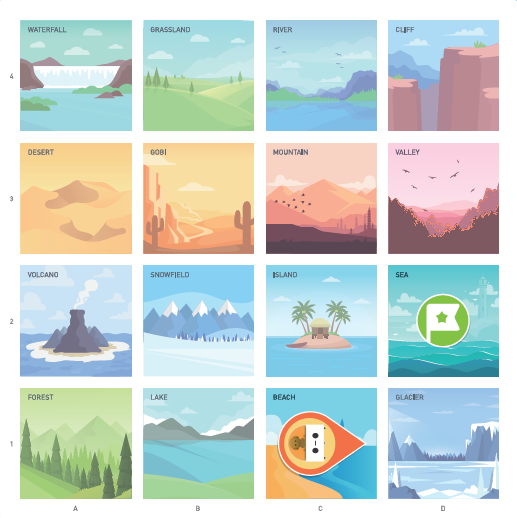 WATERFALL GRASSLAND RIVER CLIFF
4
DESERT GOBI MOUNTAIN VALLEY
3
VOLCANO SNOWFIELD ISLAND SEA
2
FOREST LAKE BEACH GLACIER
1
A B C D